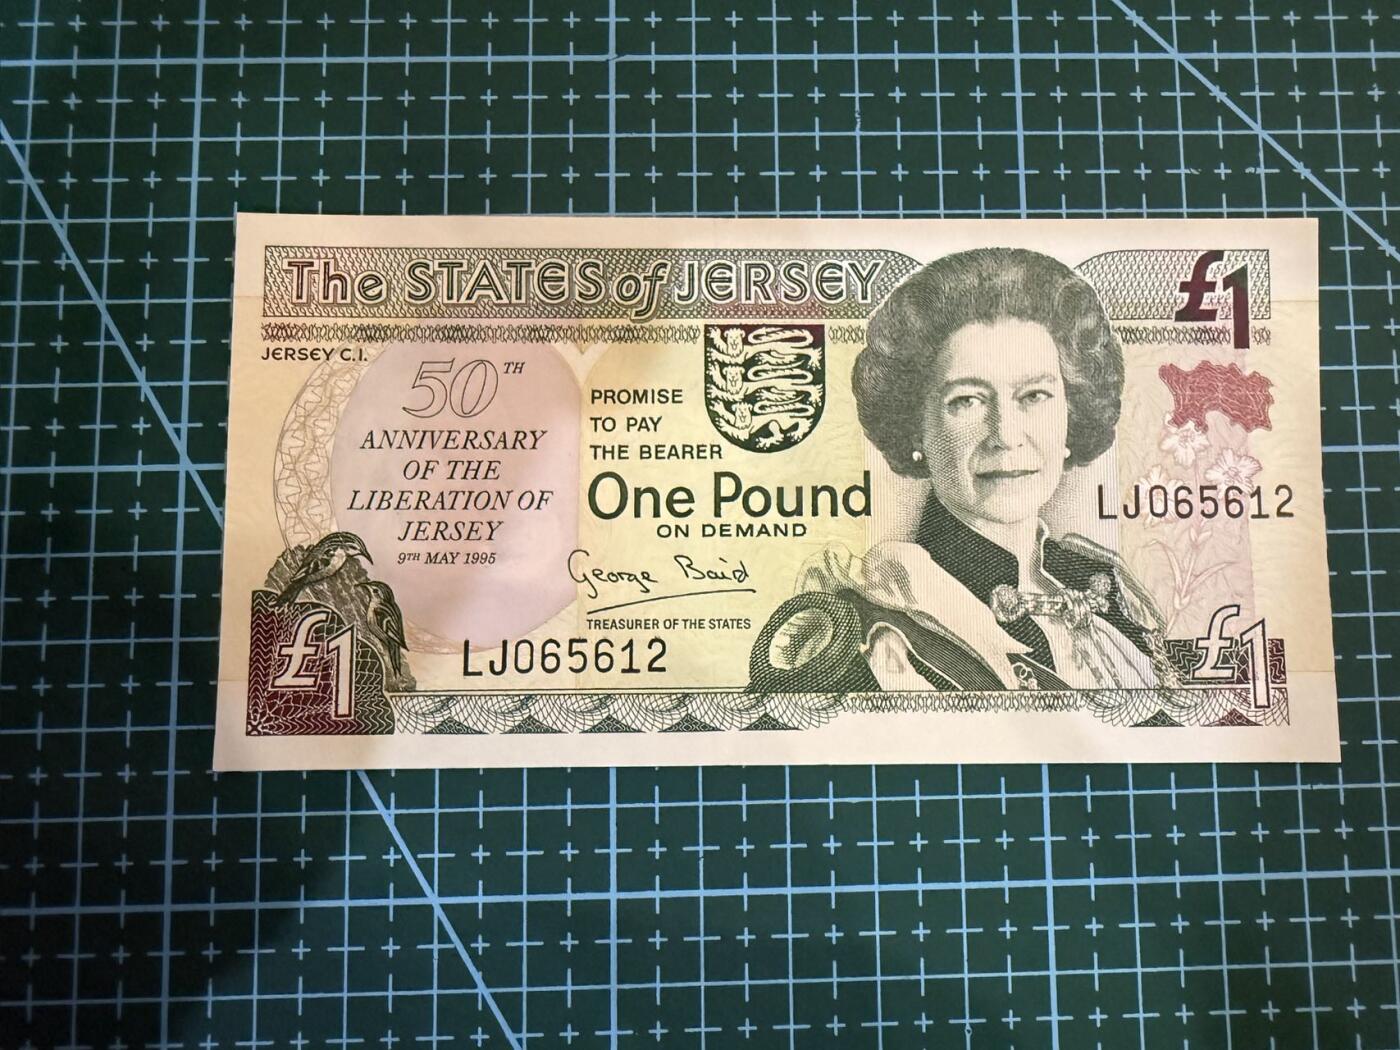 The STATES of JERSEY
£1
JERSEY C.I.
50TH
ANNIVERSARY
OF THE
LIBERATION OF
JERSEY
9TH MAY 1995
PROMISE
TO PAY
THE BEARER
One Pound
ON DEMAND
George Baird
TREASURER OF THE STATES
LJ065612
LJ065612
£1
£1